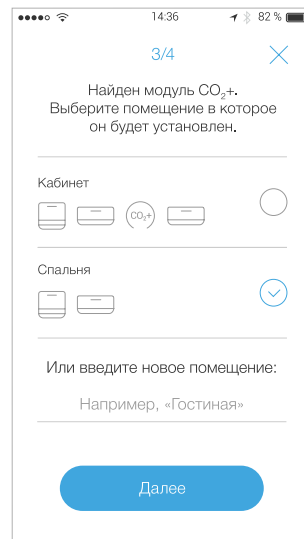 14:36 82 %
3/4
Найден модуль CO₂+.
Выберите помещение в которое
он будет установлен.
Кабинет
CO₂+
Спальня
Или введите новое помещение:
Например, «Гостиная»
Далее